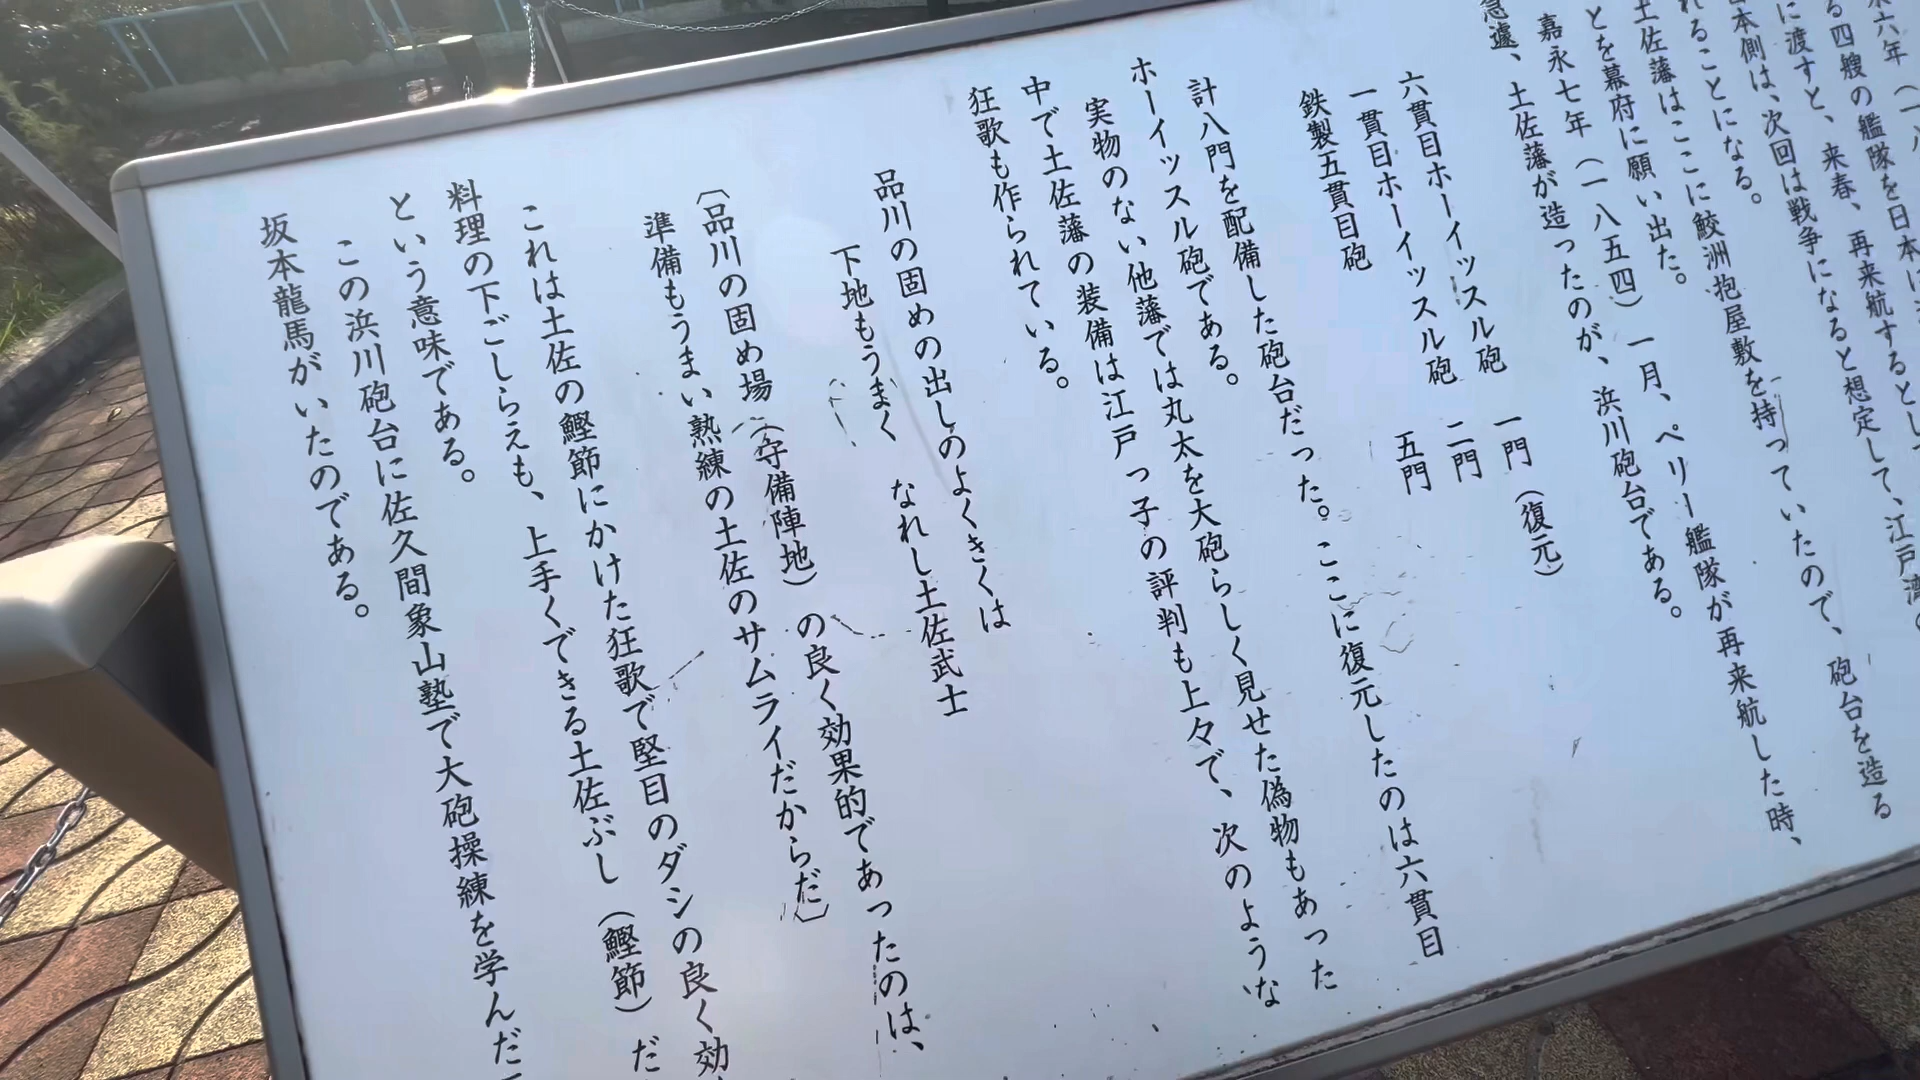 六年(一八
る四艘の艦隊を日本に
に渡すと、来春、再来航するとして、江戸湾。
本側は、次回は戦争になると想定して、
れることになる。
土佐藩はここに鮫洲抱屋敷を持っていたので、砲台を造る
とを幕府に願い出た。
嘉永七年(一八五四)一月、ペリー艦隊が再来航した時、
急遽、土佐藩が造ったのが、浜川砲台である。
六貫目ホーイッスル砲 一門(復元)
一貫目ホーイッスル砲 二門
鉄製五貫目砲 五門
計八門を配備した砲台だった。ここに復元したのは六貫目
ホーイッスル砲である。
実物のない他藩では丸太を大砲らしく見せた偽物もあった
中で土佐藩の装備は江戸っ子の評判も上々で、次のような
狂歌も作られている。
品川の固めの出しのよくきくは
下地もうまく なれし土佐武士
〔品川の固め場(守備陣地)の良く効果的であったのは、
準備もうまい熟練の土佐のサムライだからだ〕
これは土佐の鰹節にかけた狂歌で堅目のダシの良く効
料理の下ごしらえも、上手くできる土佐ぶし(鰹節)だ
という意味である。
この浜川砲台に佐久間象山塾で大砲操練を学んだ
坂本龍馬がいたのである。